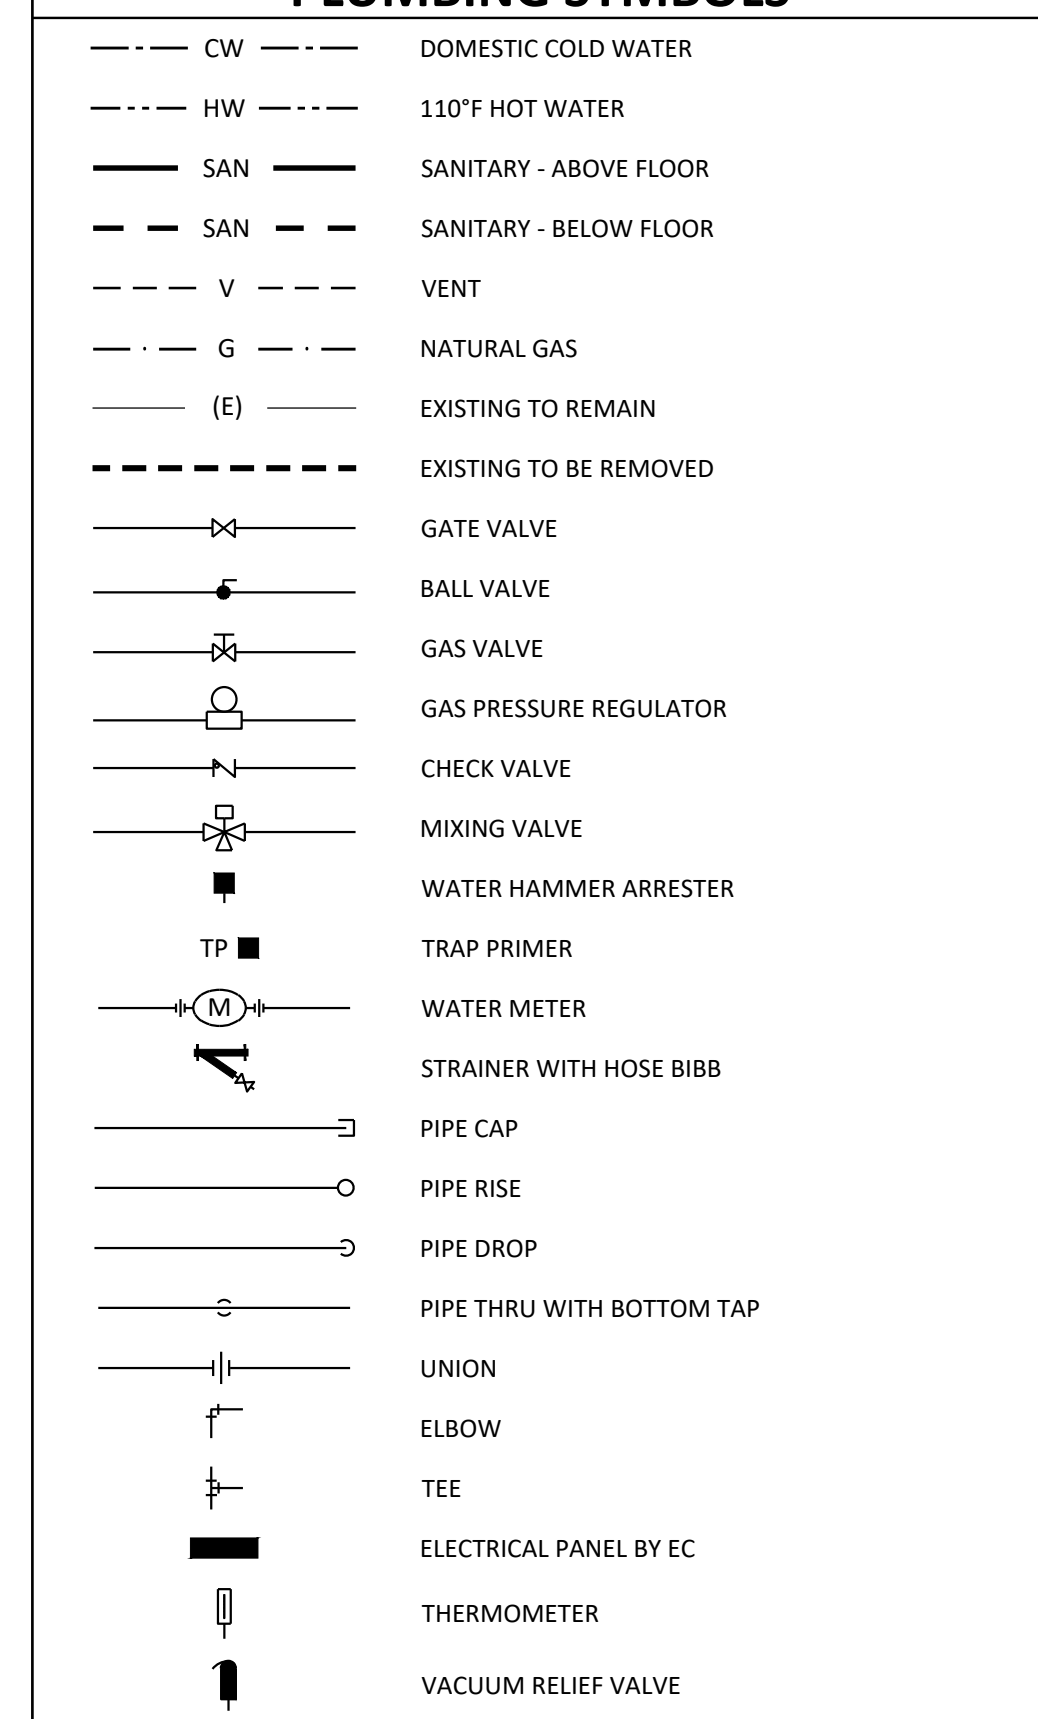 PLUMBING SYMBOLS
CW DOMESTIC COLD WATER
HW 110°F HOT WATER
SAN SANITARY - ABOVE FLOOR
SAN SANITARY - BELOW FLOOR
V VENT
G NATURAL GAS
(E) EXISTING TO REMAIN
EXISTING TO BE REMOVED
GATE VALVE
BALL VALVE
GAS VALVE
GAS PRESSURE REGULATOR
CHECK VALVE
MIXING VALVE
WATER HAMMER ARRESTER
TP TRAP PRIMER
M WATER METER
STRAINER WITH HOSE BIBB
PIPE CAP
PIPE RISE
PIPE DROP
PIPE THRU WITH BOTTOM TAP
UNION
ELBOW
TEE
ELECTRICAL PANEL BY EC
THERMOMETER
VACUUM RELIEF VALVE